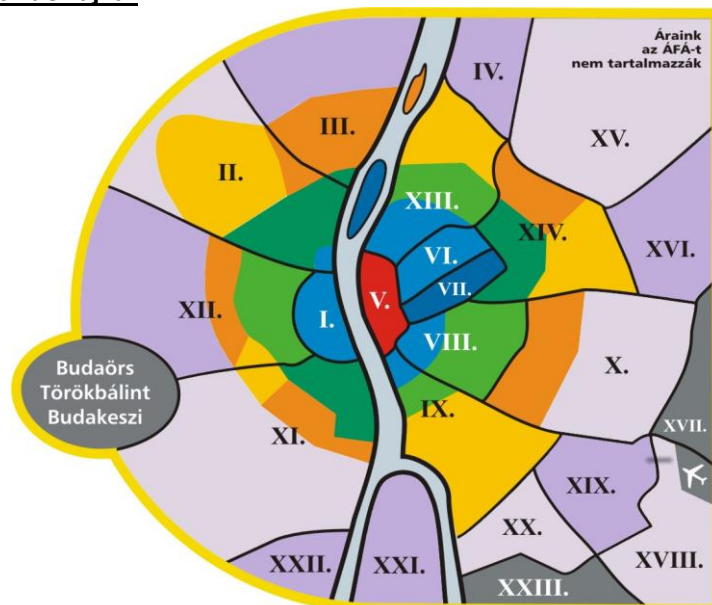 Áraink
az ÁFÁ-t
nem tartalmazzák
IV.
III.
XV.
II.
XIII.
XIV.
VI.
XVI.
VII.
XII.
I.
V.
VIII.
X.
Budaörs
Törökbálint
Budakeszi
IX.
XI.
XVII.
XIX.
XX.
XXII.
XXI.
XVIII.
XXIII.